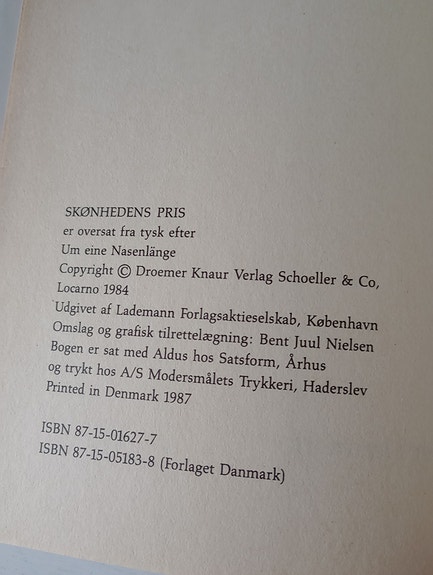 SKØNHEDENS PRIS
er oversat fra tysk efter
Um eine Nasenlänge
Copyright © Droemer Knaur Verlag Schoeller & Co,
Locarno 1984
Udgivet af Lademann Forlagsaktieselskab, København
Omslag og grafisk tilrettelægning: Bent Juul Nielsen
Bogen er sat med Aldus hos Satsform, Århus
og trykt hos A/S Modersmålets Trykkeri, Haderslev
Printed in Denmark 1987
ISBN 87-15-01627-7
ISBN 87-15-05183-8 (Forlaget Danmark)